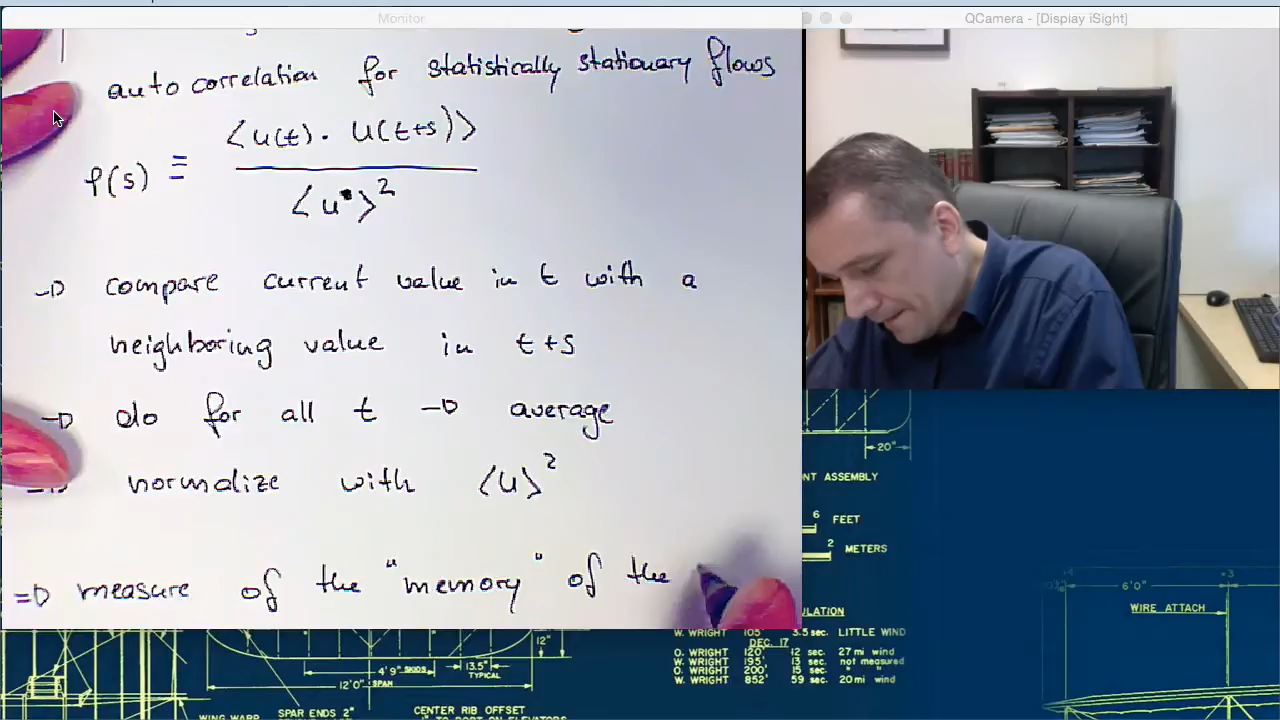 Monitor
QCamera - [Display iSight]
auto correlation for statistically stationary flows
ρ(s) ≡ ⟨u(t) · u(t+s)⟩
⟨u ⟩²
→ compare current value in t with a
neighboring value in t+s
→ do for all t → average
normalize with ⟨u⟩²
⇒ measure of the "memory" of the
20"
NT ASSEMBLY
6 FEET
2 METERS
+3
6'0"
WIRE ATTACH
ULATION
W. WRIGHT 105' 3.5 sec. LITTLE WIND
DEC. 17
O. WRIGHT 120' 12 sec. 27 mi wind
W. WRIGHT 195' 13 sec. not measured
O. WRIGHT 200' 15 sec.
W. WRIGHT 852' 59 sec. 20 mi wind
12"
4'9" SKIDS
13.5"
TYPICAL
12'0" SPAN
WING WARP
SPAR ENDS 2"
CENTER RIB OFFSET